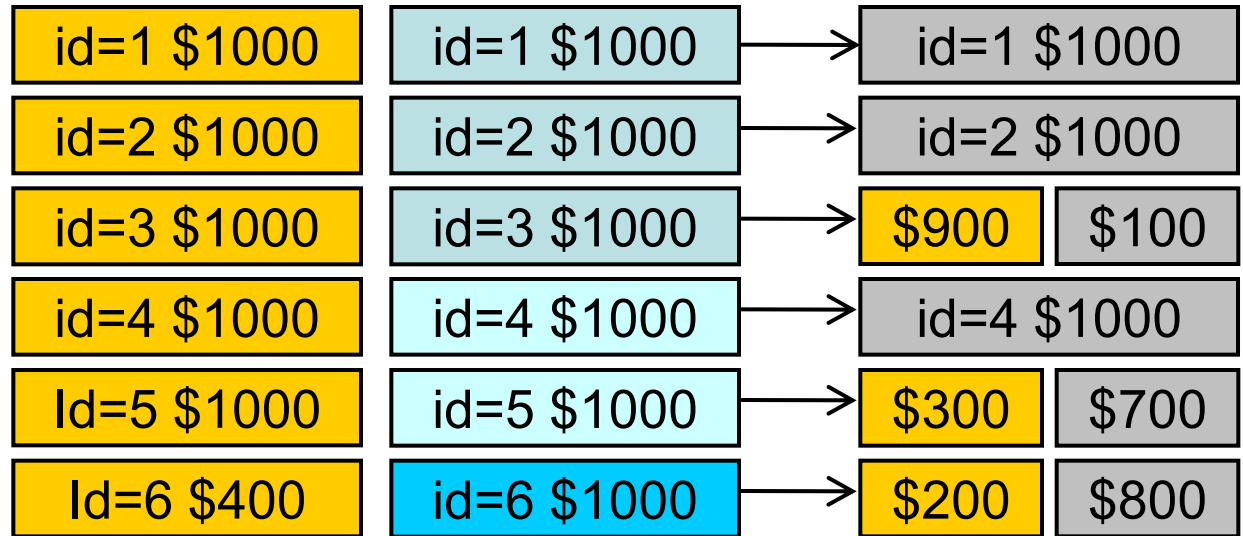 id=1 $1000 id=1 $1000 id=1 $1000
id=2 $1000 id=2 $1000 id=2 $1000
id=3 $1000 id=3 $1000 $900 $100
id=4 $1000 id=4 $1000 id=4 $1000
Id=5 $1000 id=5 $1000 $300 $700
Id=6 $400 id=6 $1000 $200 $800